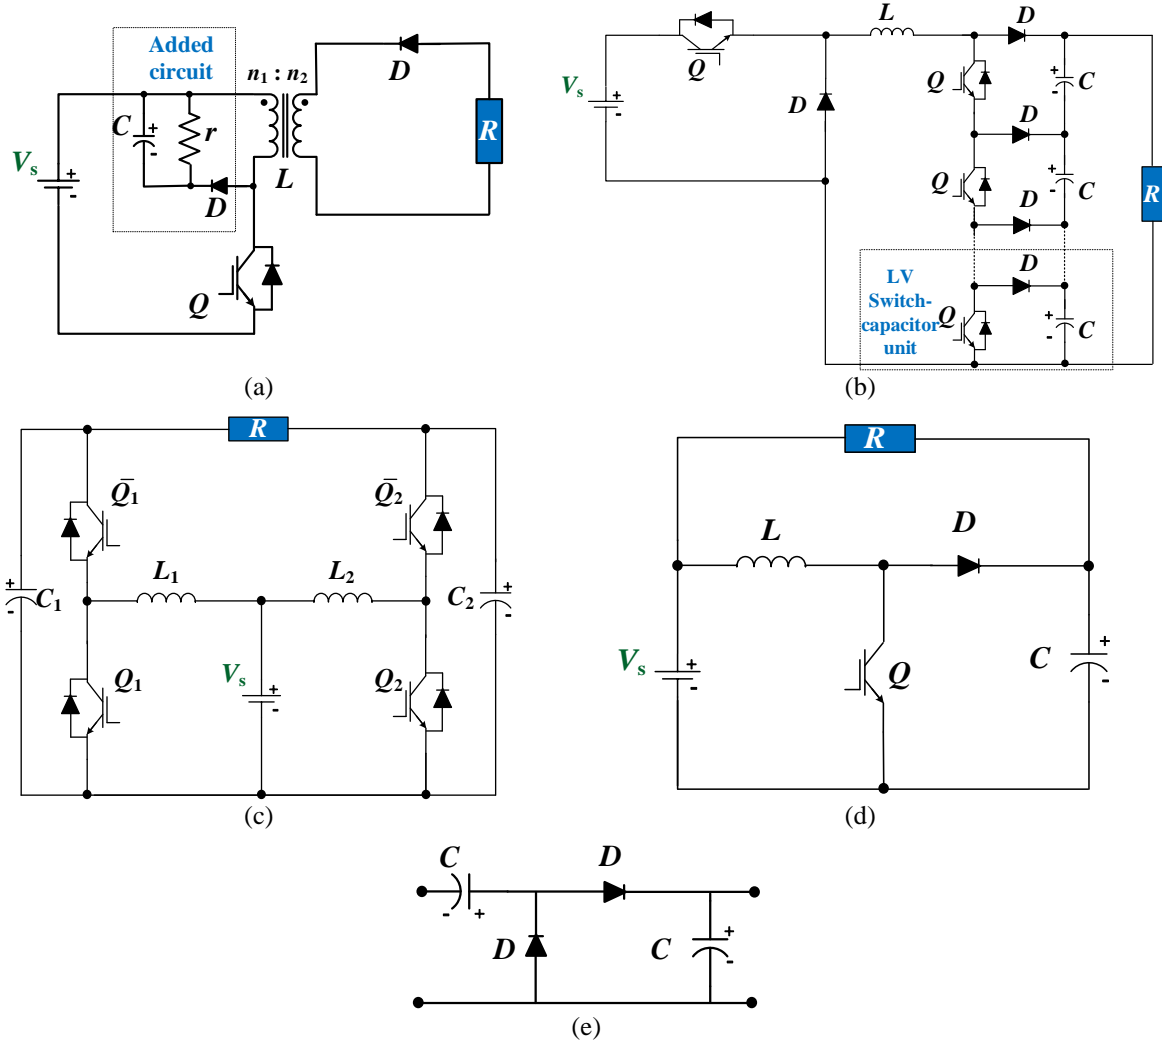 Added
circuit
n₁ : n₂
D
C
r
R
Vₛ
D
L
Q
(a)
L
D
Q
Q
C
Vₛ
D
D
Q
C
R
D
D
LV
Switch-
capacitor
unit
Q
C
(b)
R
Q̄₁
Q̄₂
L₁
L₂
C₁
C₂
Q₁
Vₛ
Q₂
(c)
R
L
D
Vₛ
Q
C
(d)
C
D
D
C
(e)